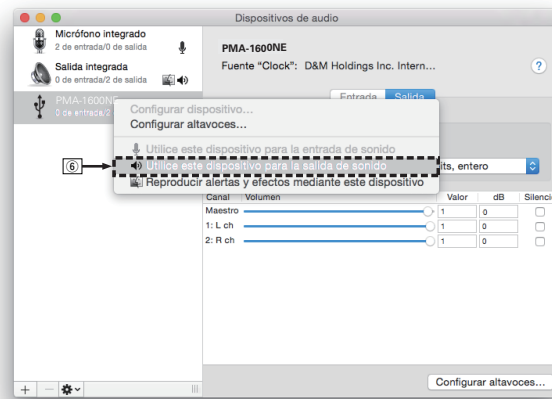 Dispositivos de audio
Micrófono integrado
2 de entrada/0 de salida
Salida integrada
0 de entrada/2 de salida
PMA-1600NE
0 de entrada/2
PMA-1600NE
Fuente “Clock”: D&M Holdings Inc. Intern...
?
Entrada Salida
Configurar dispositivo...
Configurar altavoces...
Utilice este dispositivo para la entrada de sonido
⑥ Utilice este dispositivo para la salida de sonido
its, entero
Reproducir alertas y efectos mediante este dispositivo
Canal Volumen Valor dB Silencio
Maestro 1 0
1: L ch 1 0
2: R ch 1 0
+ −
Configurar altavoces...